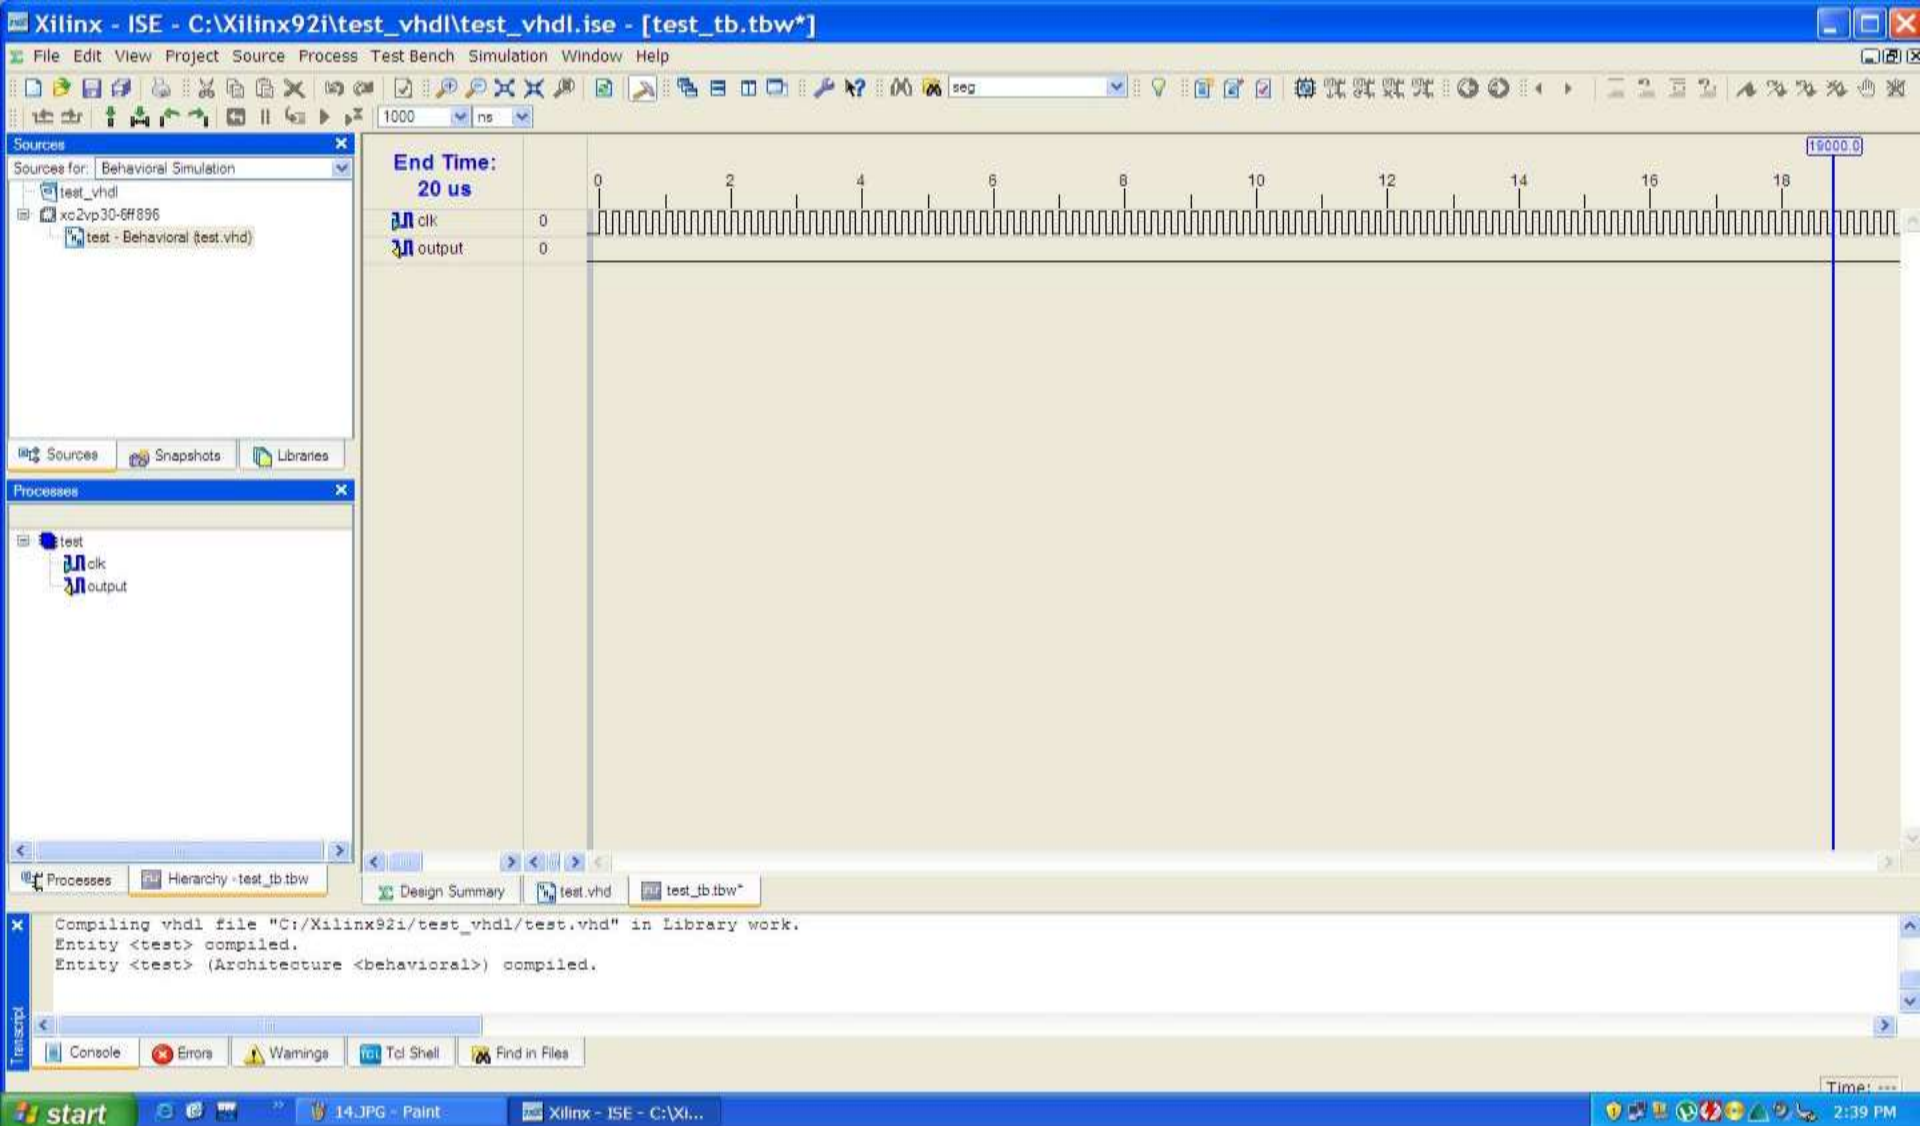 Xilinx - ISE - C:\Xilinx92i\test_vhdl\test_vhdl.ise - [test_tb.tbw*]
File Edit View Project Source Process Test Bench Simulation Window Help
seg
1000 ns
Sources
Sources for: Behavioral Simulation
test_vhdl
xc2vp30-6ff896
test - Behavioral (test.vhd)
Sources Snapshots Libraries
Processes
test
clk
output
Processes Hierarchy - test_tb.tbw
End Time:
20 us
19000.0
0 2 4 6 8 10 12 14 16 18
clk 0
output 0
Design Summary test.vhd test_tb.tbw*
Compiling vhdl file "C:/Xilinx92i/test_vhdl/test.vhd" in Library work.
Entity <test> compiled.
Entity <test> (Architecture <behavioral>) compiled.
Transcript
Console Errors Warnings Tcl Shell Find in Files
Time: ---
start 14.JPG - Paint Xilinx - ISE - C:\Xi... 2:39 PM